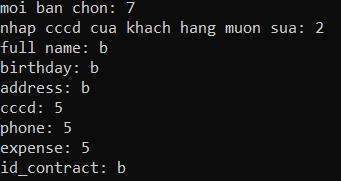 moi ban chon: 7
nhap cccd cua khach hang muon sua: 2
full name: b
birthday: b
address: b
cccd: 5
phone: 5
expense: 5
id_contract: b